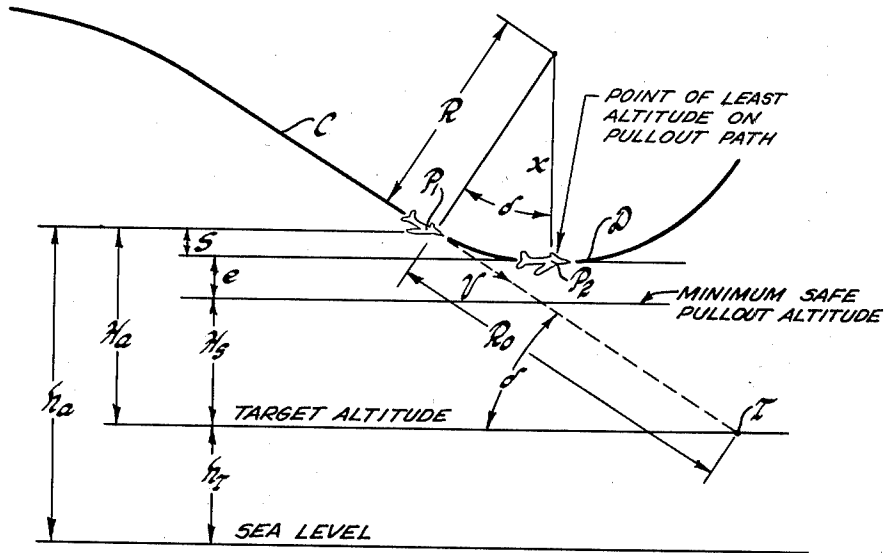 C
R
POINT OF LEAST
ALTITUDE ON
PULLOUT PATH
x
P1
δ
S
D
e
V
P2
MINIMUM SAFE
PULLOUT ALTITUDE
Ha
Hs
R0
δ
ha
TARGET ALTITUDE
T
hT
SEA LEVEL